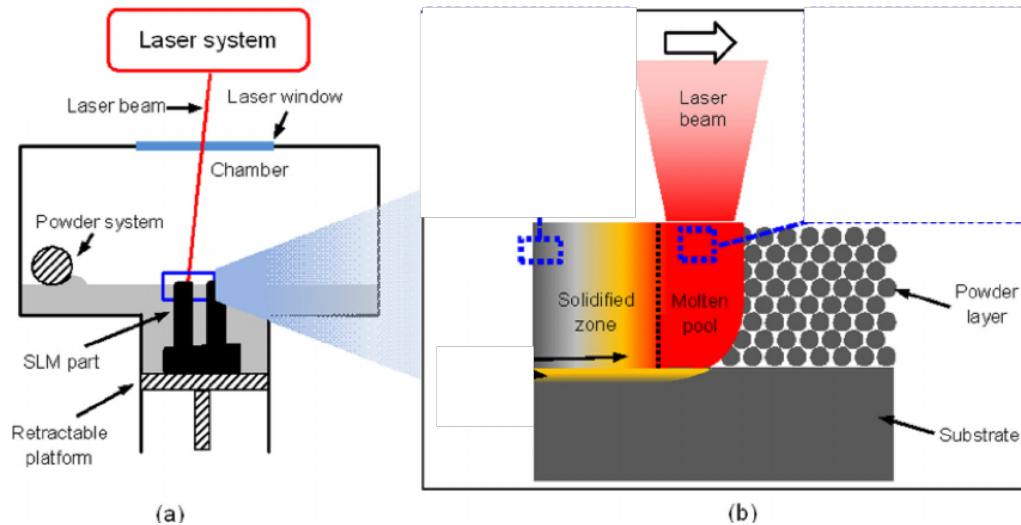 Laser system
Laser beam
Laser window
Chamber
Powder system
SLM part
Retractable
platform
(a)
Laser
beam
Solidified
zone
Molten
pool
Powder
layer
Substrate
(b)